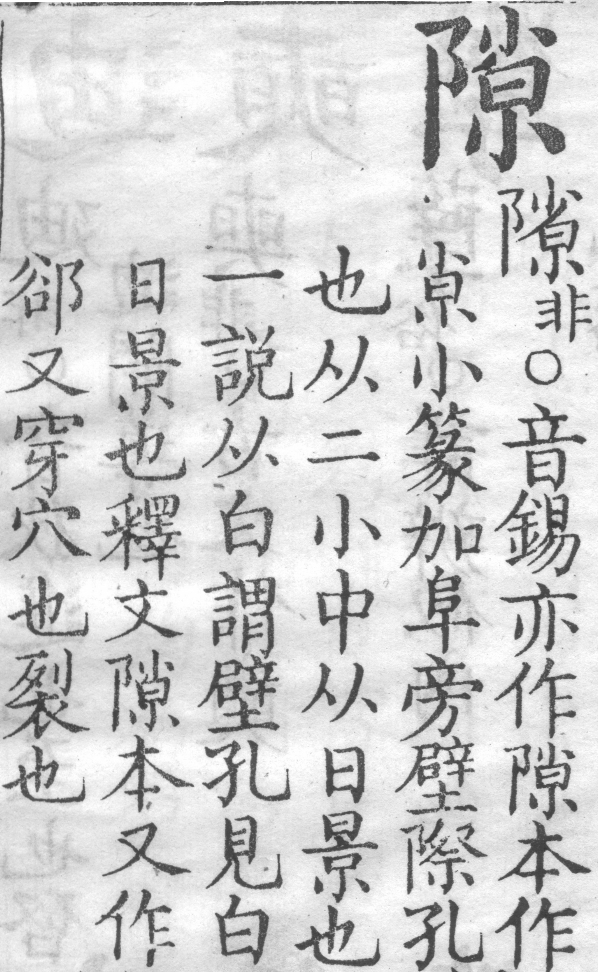 隙
隙非○音錫亦作隙本作
𡭴小篆加阜旁壁際孔
也从二小中从日景也
一説从白謂壁孔見白
日景也釋文隙本又作
郤又穿穴也裂也